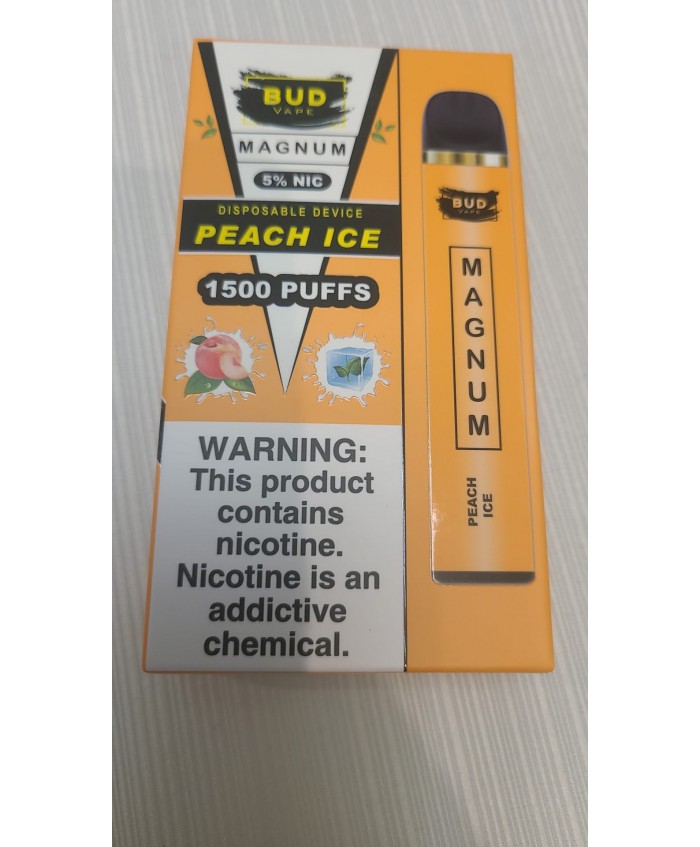 BUD
VAPE
MAGNUM
5% NIC
DISPOSABLE DEVICE
PEACH ICE
1500 PUFFS
WARNING:
This product
contains
nicotine.
Nicotine is an
addictive
chemical.
BUD
VAPE
MAGNUM
PEACH
ICE